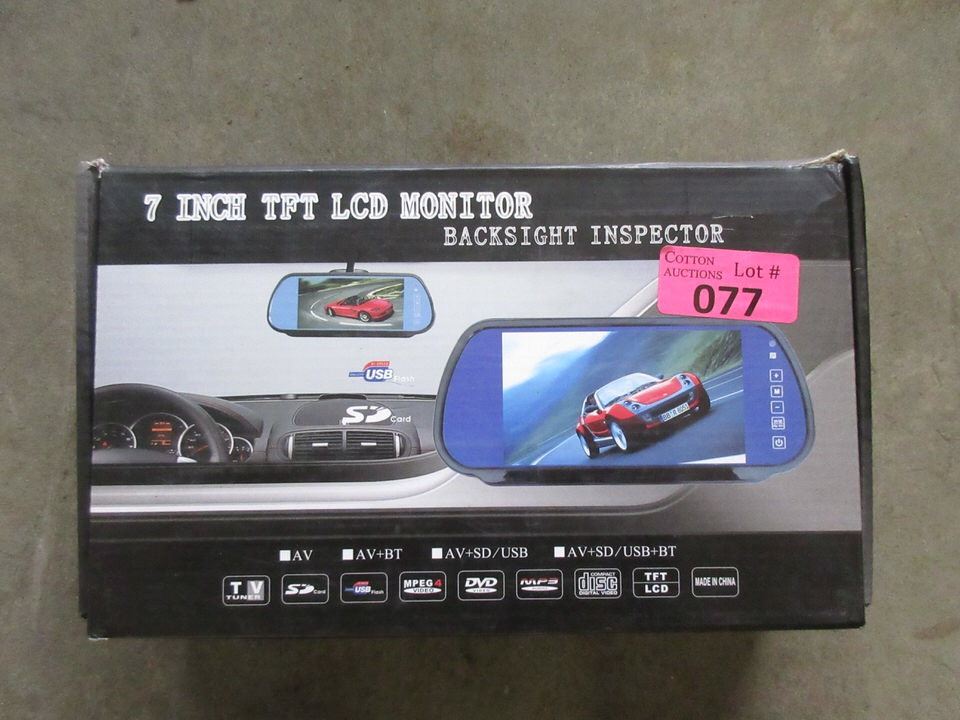 7 INCH TFT LCD MONITOR
BACKSIGHT INSPECTOR
COTTON
AUCTIONS
Lot #
077
USB Flash
SD Card
+
M
−
AV
AV+BT
AV+SD/USB
AV+SD/USB+BT
TV
TUNER
SD Card
USB Flash
MPEG4
VIDEO
DVD
VIDEO
MP3
COMPACT
disc
DIGITAL VIDEO
TFT
LCD
MADE IN CHINA